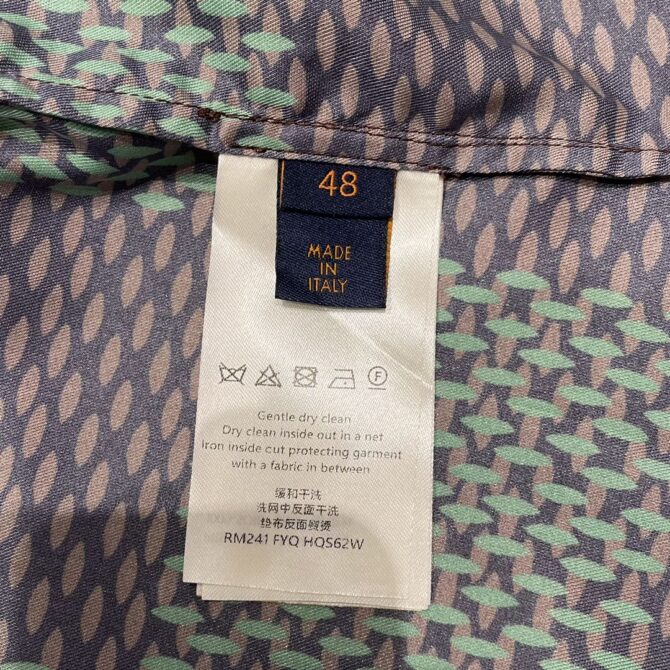 48
MADE
IN
ITALY
Gentle dry clean
Dry clean inside out in a net
Iron inside cut protecting garment
with a fabric in between
缓和干洗
洗网中反面干洗
垫布反面熨烫
RM241 FYQ HQS62W